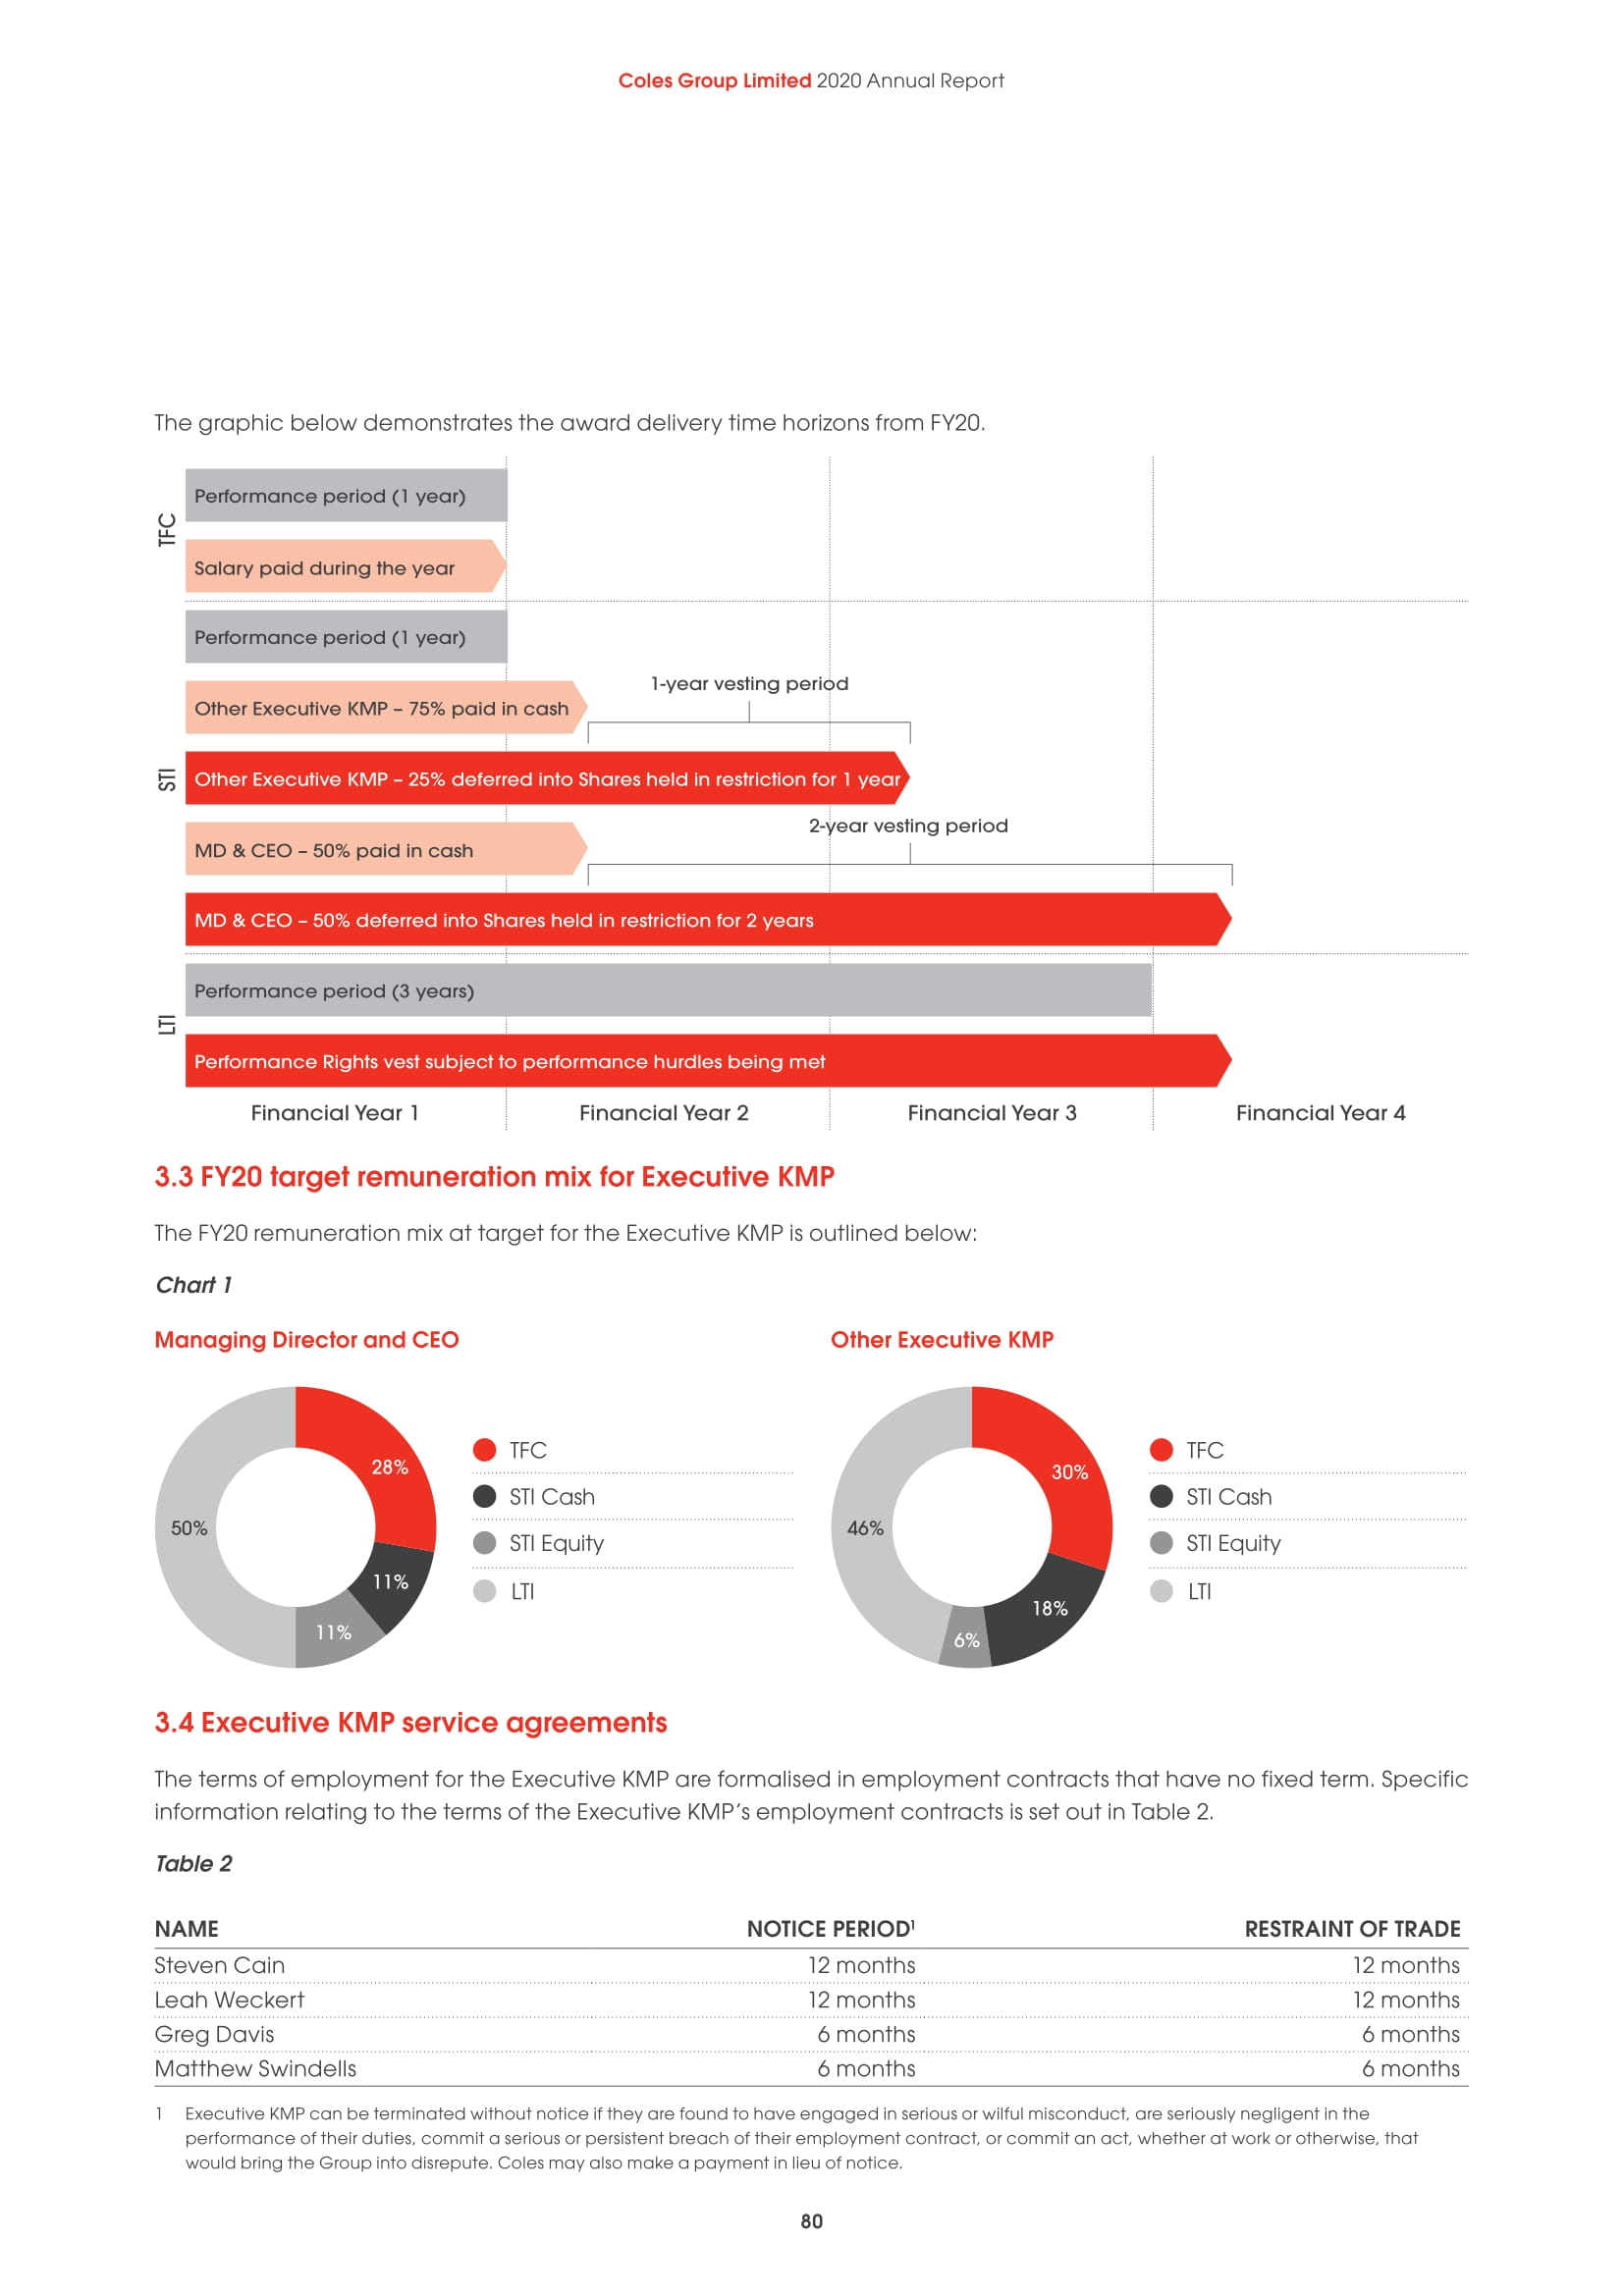 Coles Group Limited 2020 Annual Report
The graphic below demonstrates the award delivery time horizons from FY20.
TFC
Performance period (1 year)
Salary paid during the year
STI
Performance period (1 year)
1-year vesting period
Other Executive KMP – 75% paid in cash
Other Executive KMP – 25% deferred into Shares held in restriction for 1 year
2-year vesting period
MD & CEO – 50% paid in cash
MD & CEO – 50% deferred into Shares held in restriction for 2 years
LTI
Performance period (3 years)
Performance Rights vest subject to performance hurdles being met
Financial Year 1 Financial Year 2 Financial Year 3 Financial Year 4
3.3 FY20 target remuneration mix for Executive KMP
The FY20 remuneration mix at target for the Executive KMP is outlined below:
Chart 1
Managing Director and CEO
28%
11%
11%
50%
TFC
STI Cash
STI Equity
LTI
Other Executive KMP
30%
18%
6%
46%
TFC
STI Cash
STI Equity
LTI
3.4 Executive KMP service agreements
The terms of employment for the Executive KMP are formalised in employment contracts that have no fixed term. Specific
information relating to the terms of the Executive KMP’s employment contracts is set out in Table 2.
Table 2
NAME NOTICE PERIOD¹ RESTRAINT OF TRADE
Steven Cain 12 months 12 months
Leah Weckert 12 months 12 months
Greg Davis 6 months 6 months
Matthew Swindells 6 months 6 months
1 Executive KMP can be terminated without notice if they are found to have engaged in serious or wilful misconduct, are seriously negligent in the
performance of their duties, commit a serious or persistent breach of their employment contract, or commit an act, whether at work or otherwise, that
would bring the Group into disrepute. Coles may also make a payment in lieu of notice.
80